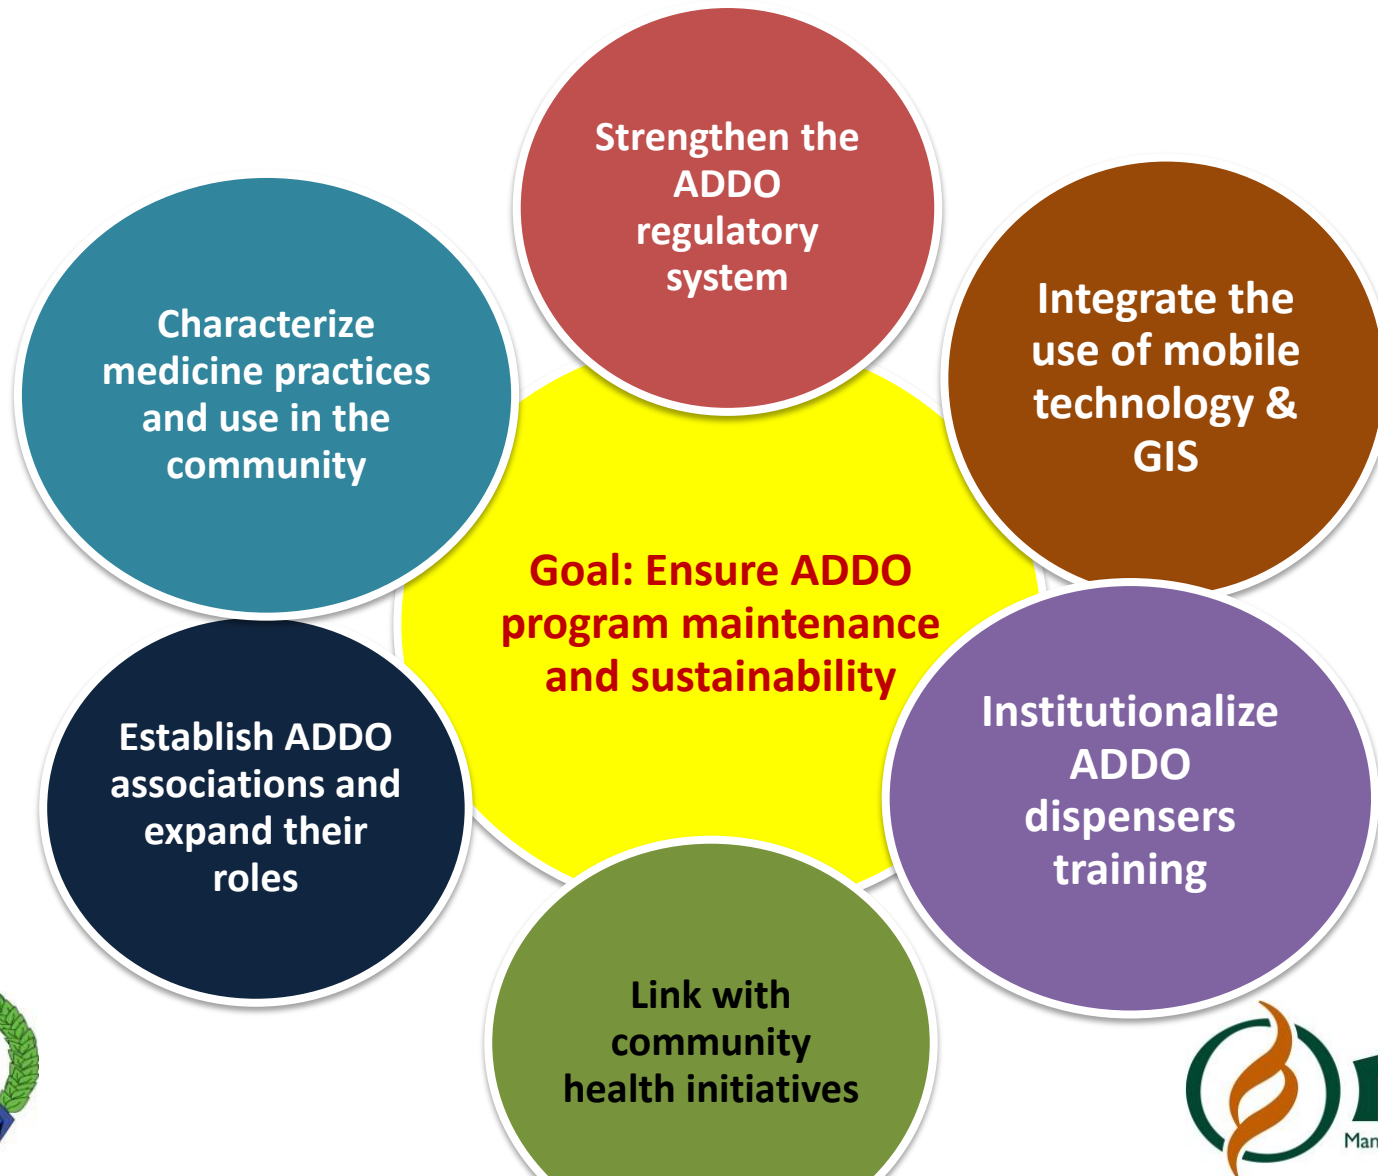 Strengthen the
ADDO
regulatory
system
Integrate the
use of mobile
technology &
GIS
Characterize
medicine practices
and use in the
community
Goal: Ensure ADDO
program maintenance
and sustainability
Institutionalize
ADDO
dispensers
training
Establish ADDO
associations and
expand their
roles
Link with
community
health initiatives